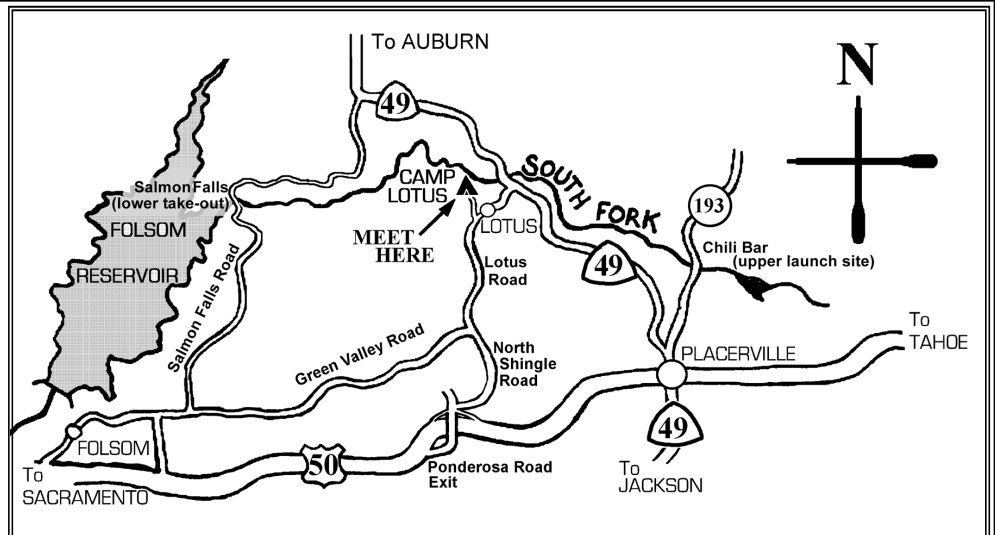 To AUBURN
N
49
CAMP
LOTUS
SOUTH FORK
Salmon Falls
(lower take-out)
193
FOLSOM
RESERVOIR
MEET
HERE
LOTUS
Chili Bar
(upper launch site)
49
Lotus
Road
Salmon Falls Road
To
TAHOE
Green Valley Road
North
Shingle
Road
PLACERVILLE
49
FOLSOM
50
Ponderosa Road
Exit
To
SACRAMENTO
To
JACKSON